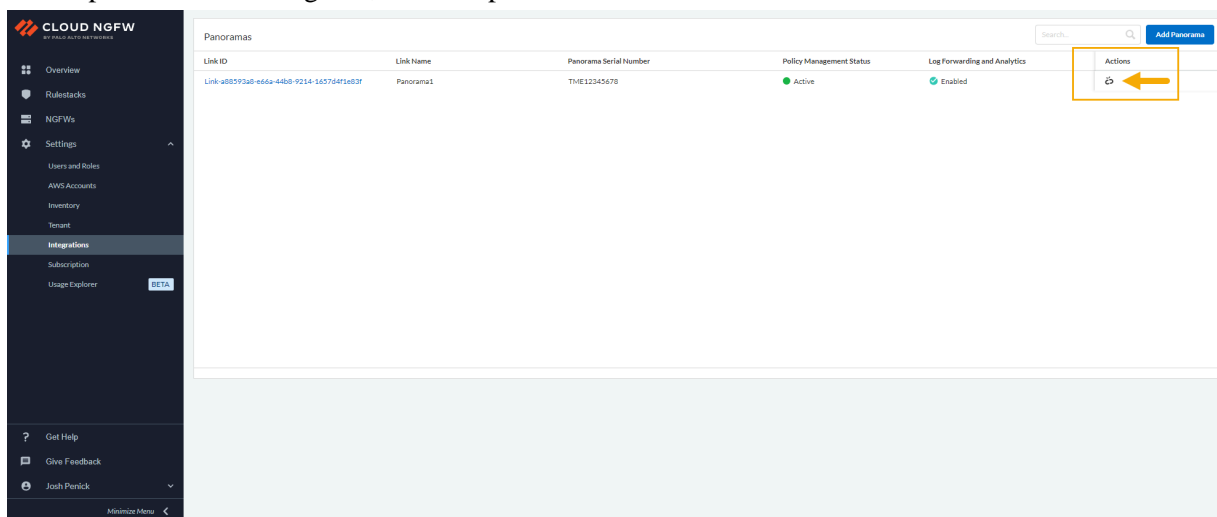 CLOUD NGFW
BY PALO ALTO NETWORKS
Overview
Rulestacks
NGFWs
Settings
Users and Roles
AWS Accounts
Inventory
Tenant
Integrations
Subscription
Usage Explorer BETA
Get Help
Give Feedback
Josh Penick
Minimize Menu
Panoramas
Search...
Add Panorama
Link ID Link Name Panorama Serial Number Policy Management Status Log Forwarding and Analytics Actions
Link-a88593a8-e66a-44b8-9214-1657d4f1e83f Panorama1 TME12345678 Active Enabled